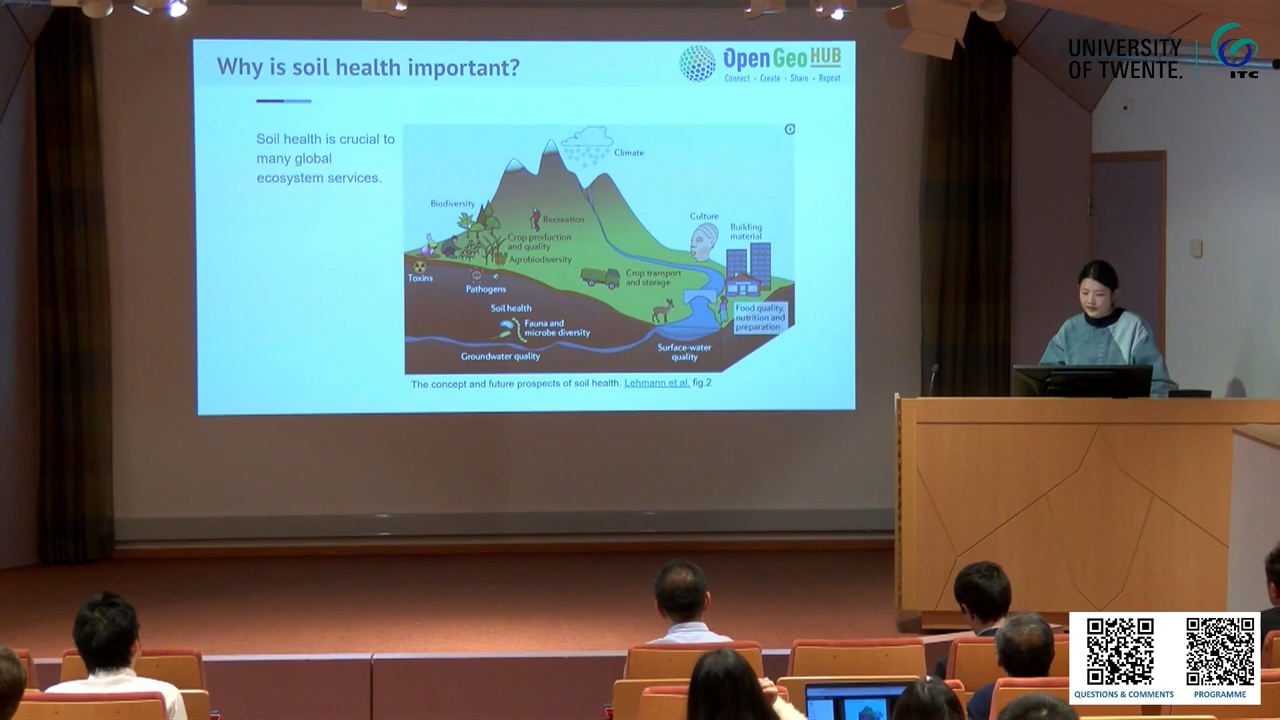 Why is soil health important?
OpenGeoHUB
Connect - Create - Share - Repeat
UNIVERSITY
OF TWENTE.
ITC
Soil health is crucial to
many global
ecosystem services.
Climate
Biodiversity
Recreation
Culture
Building
material
Crop production
and quality
Agrobiodiversity
Toxins
Pathogens
Crop transport
and storage
Soil health
Fauna and
microbe diversity
Food quality,
nutrition and
preparation
Groundwater quality
Surface-water
quality
The concept and future prospects of soil health. Lehmann et al. fig.2
QUESTIONS & COMMENTS
PROGRAMME